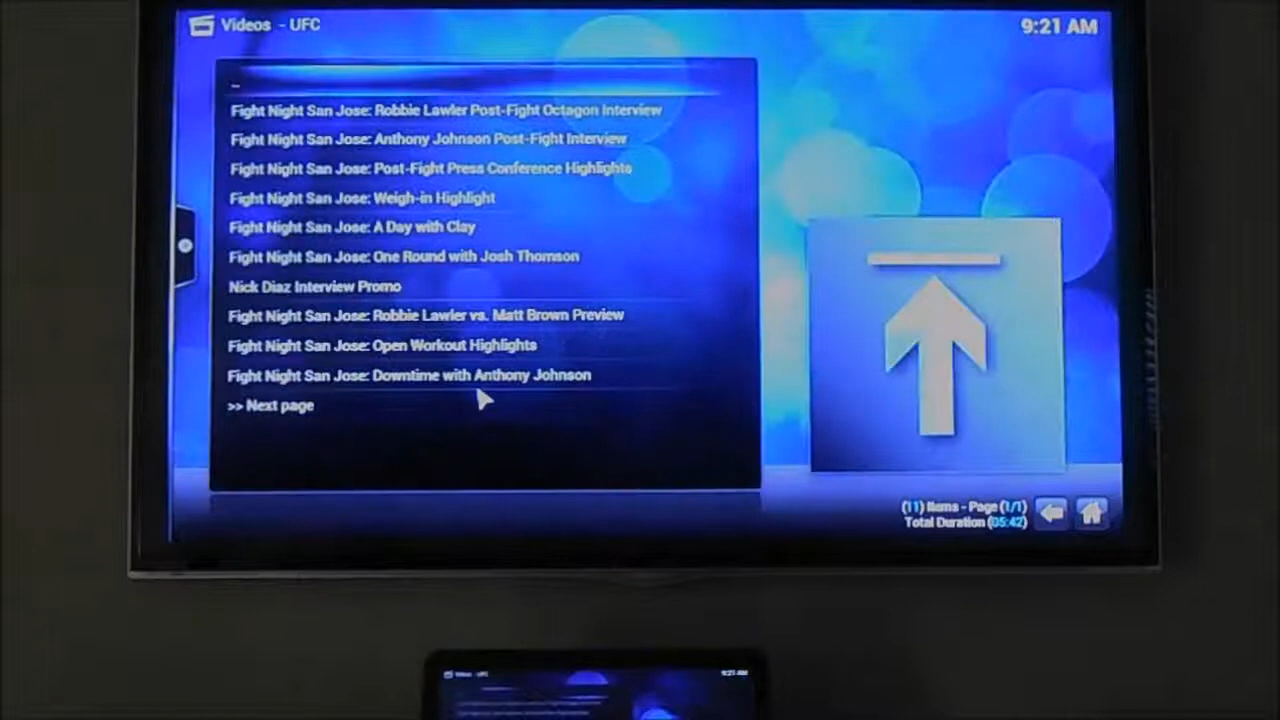 Videos - UFC
9:21 AM
..
Fight Night San Jose: Robbie Lawler Post-Fight Octagon Interview
Fight Night San Jose: Anthony Johnson Post-Fight Interview
Fight Night San Jose: Post-Fight Press Conference Highlights
Fight Night San Jose: Weigh-in Highlight
Fight Night San Jose: A Day with Clay
Fight Night San Jose: One Round with Josh Thomson
Nick Diaz Interview Promo
Fight Night San Jose: Robbie Lawler vs. Matt Brown Preview
Fight Night San Jose: Open Workout Highlights
Fight Night San Jose: Downtime with Anthony Johnson
>> Next page
(11) Items - Page (1/1)
Total Duration (05:42)
Videos - UFC
9:21 AM